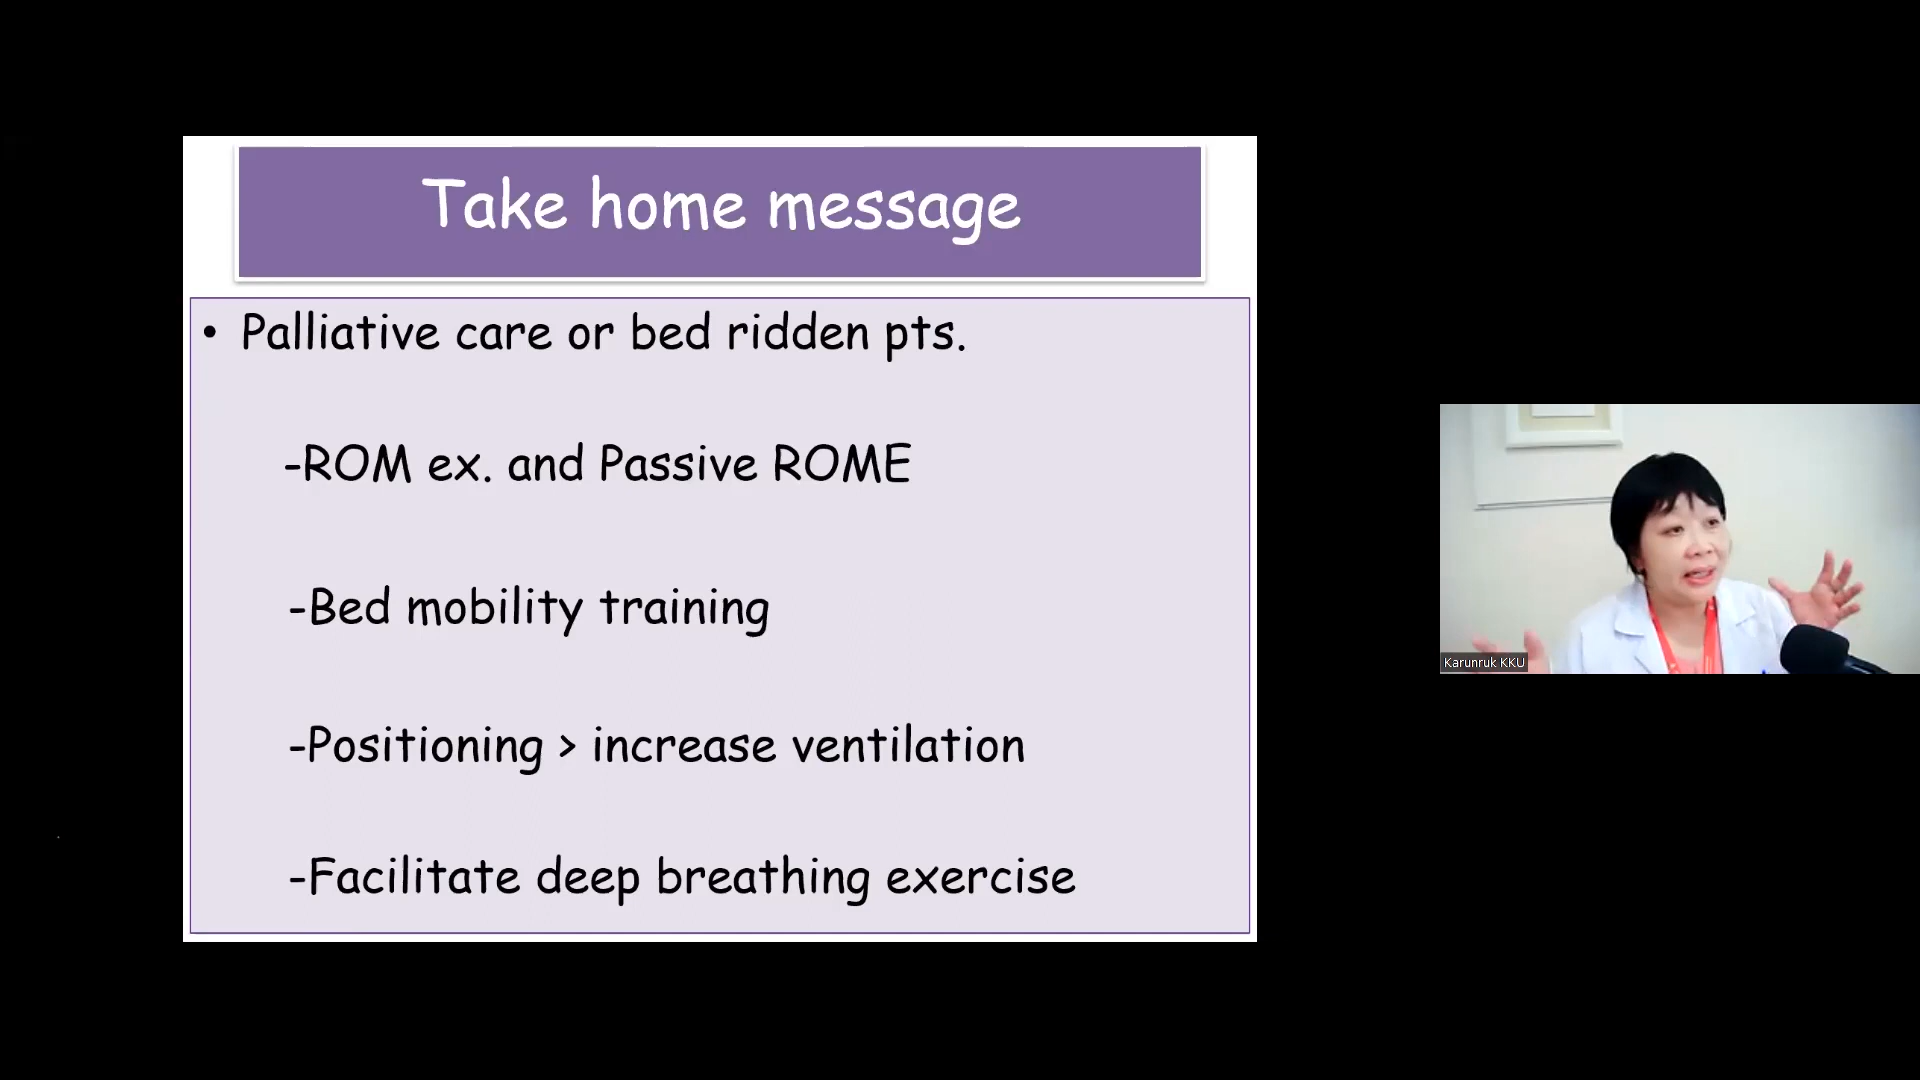 Take home message
• Palliative care or bed ridden pts.
-ROM ex. and Passive ROME
-Bed mobility training
-Positioning > increase ventilation
-Facilitate deep breathing exercise
Karunruk KKU